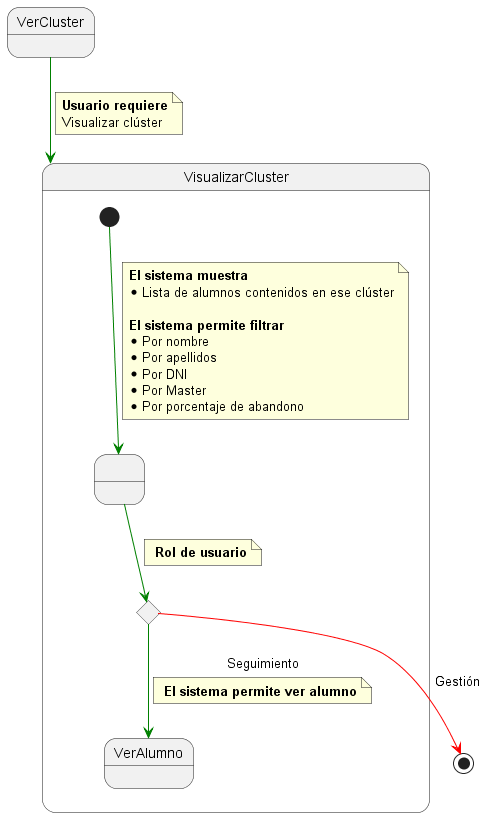 VerCluster
Usuario requiere
Visualizar clúster
VisualizarCluster
El sistema muestra
• Lista de alumnos contenidos en ese clúster
El sistema permite filtrar
• Por nombre
• Por apellidos
• Por DNI
• Por Master
• Por porcentaje de abandono
Rol de usuario
Seguimiento
El sistema permite ver alumno
Gestión
VerAlumno